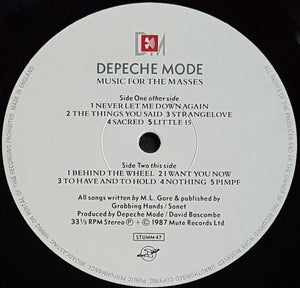 DM
DEPECHE MODE
MUSIC FOR THE MASSES
Side One other side
1 NEVER LET ME DOWN AGAIN
2 THE THINGS YOU SAID 3 STRANGELOVE
4 SACRED 5 LITTLE 15
Side Two this side
1 BEHIND THE WHEEL 2 I WANT YOU NOW
3 TO HAVE AND TO HOLD 4 NOTHING 5 PIMPF
All songs written by M. L. Gore & published by
Grabbing Hands / Sonet
Produced by Depeche Mode / David Bascombe
33⅓ RPM Stereo ℗ + © 1987 Mute Records Ltd.
STUMM 47
MADE IN ENGLAND